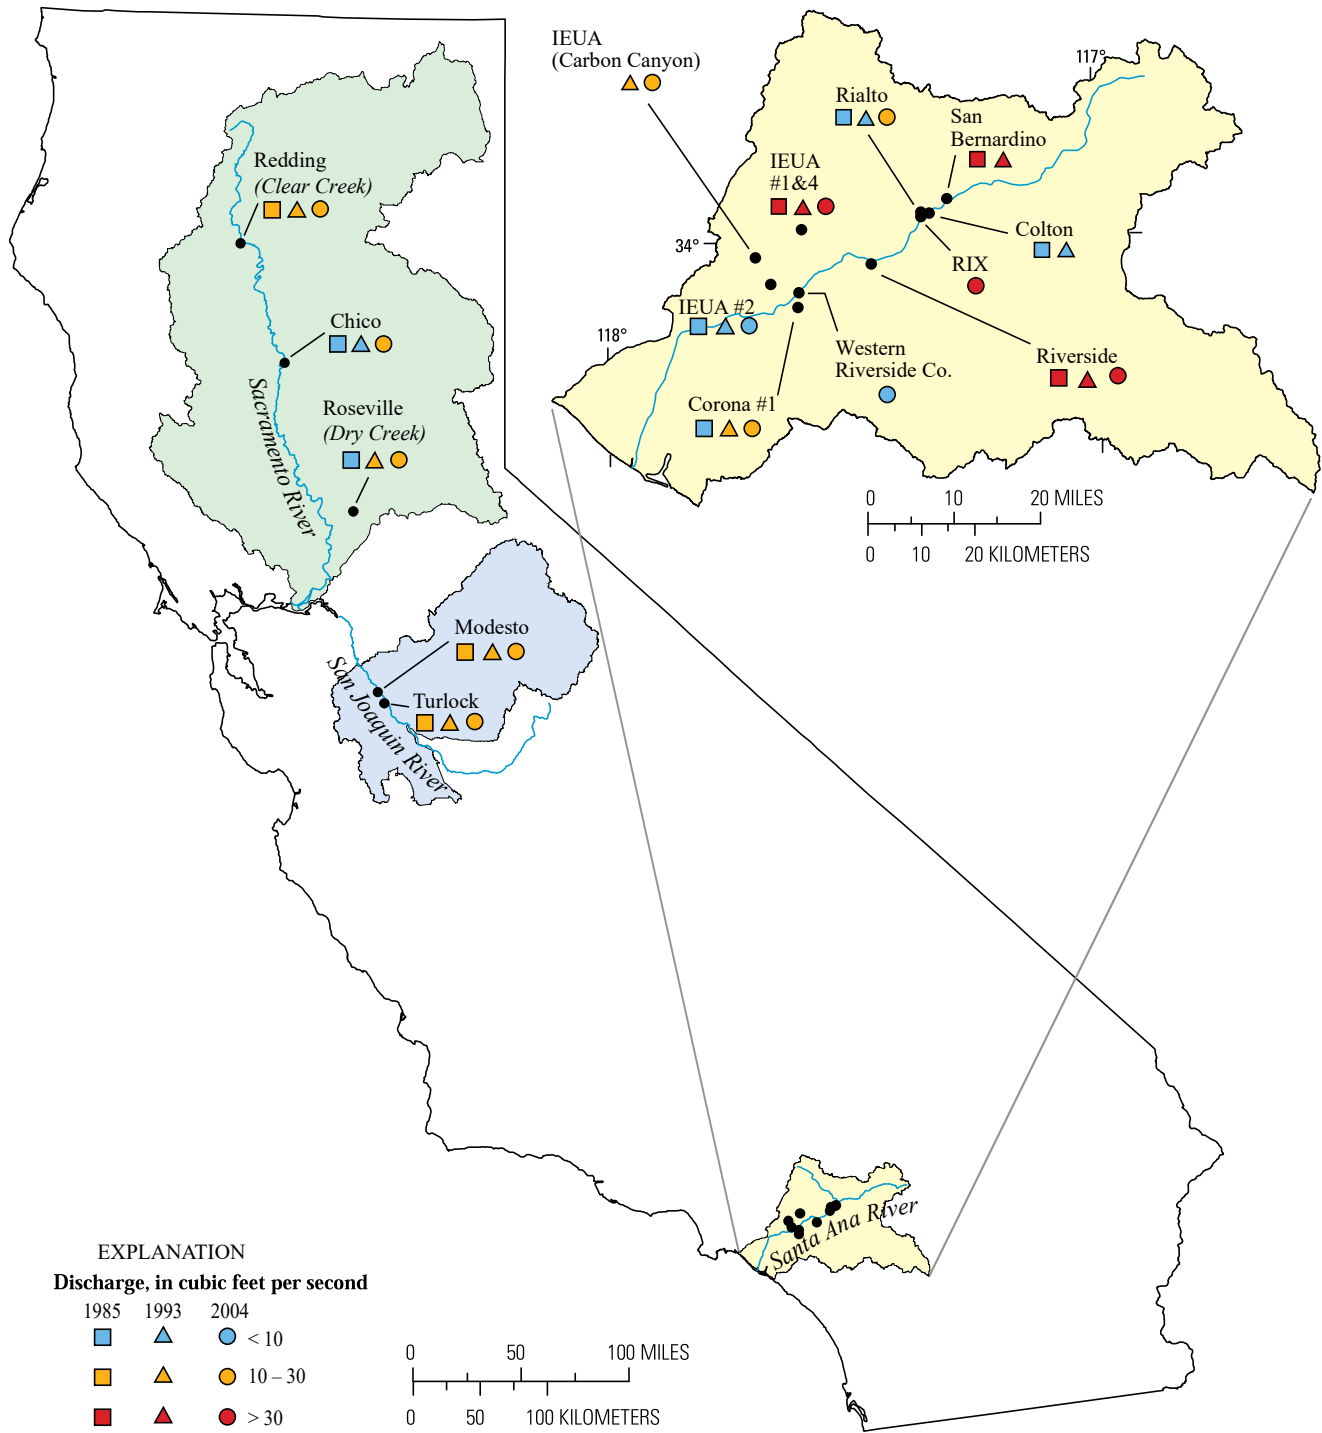 IEUA
(Carbon Canyon)
117°
Rialto
San
Bernardino
IEUA
#1&4
Redding
(Clear Creek)
34°
Colton
RIX
IEUA #2
Chico
118°
Western
Riverside Co.
Riverside
Sacramento River
Roseville
(Dry Creek)
Corona #1
0 10 20 MILES
0 10 20 KILOMETERS
Modesto
San Joaquin River
Turlock
Santa Ana River
EXPLANATION
Discharge, in cubic feet per second
1985 1993 2004
< 10
10 – 30
> 30
0 50 100 MILES
0 50 100 KILOMETERS